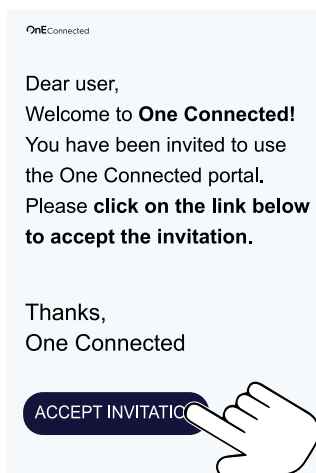 OnEConnected
Dear user,
Welcome to One Connected!
You have been invited to use
the One Connected portal.
Please click on the link below
to accept the invitation.
Thanks,
One Connected
ACCEPT INVITATIO